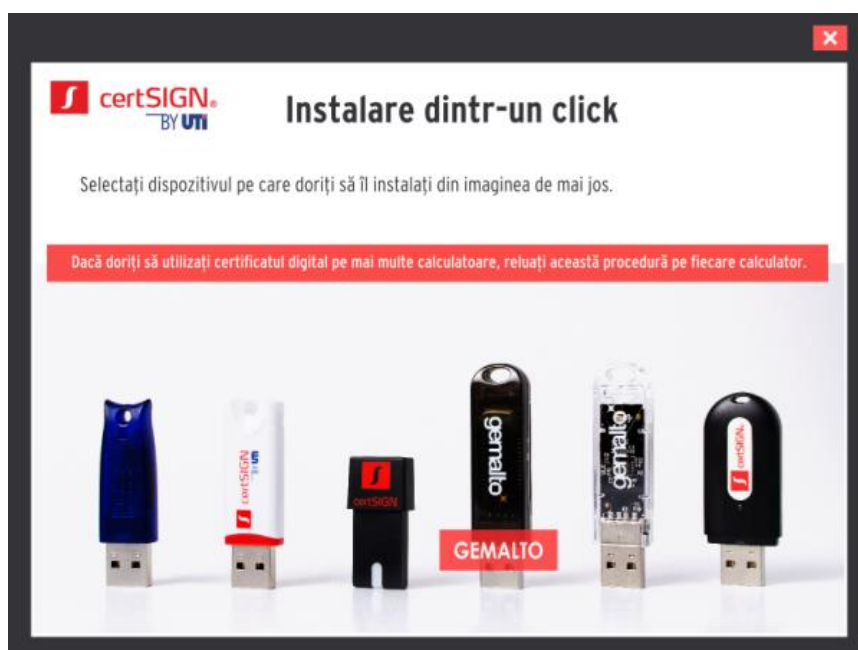 certSIGN®
BY UTI
Instalare dintr-un click
Selectați dispozitivul pe care doriți să îl instalați din imaginea de mai jos.
Dacă doriți să utilizați certificatul digital pe mai multe calculatoare, reluați această procedură pe fiecare calculator.
certSIGN
BY UTI
certSIGN
gemalto
gemalto
certSIGN
GEMALTO